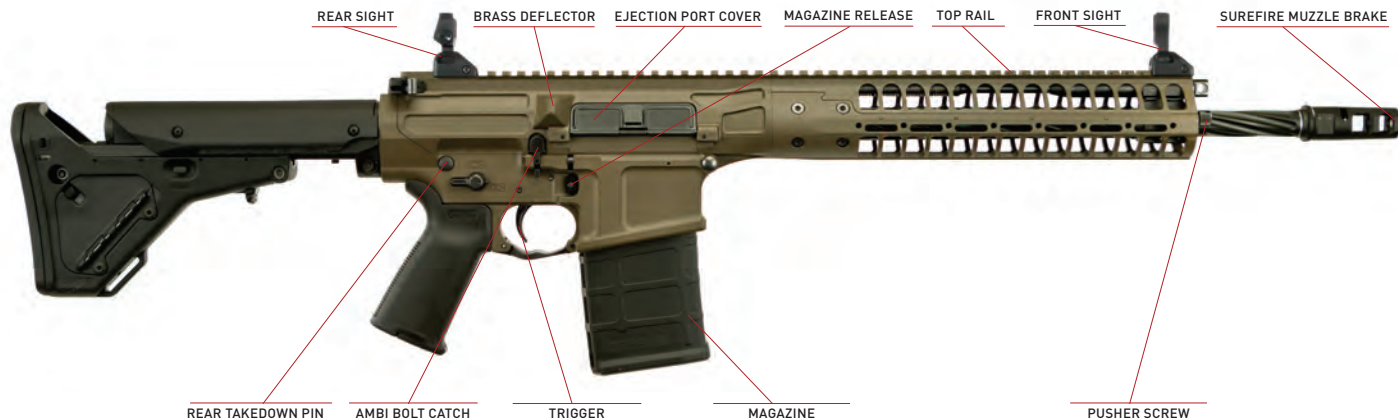 REAR SIGHT
BRASS DEFLECTOR
EJECTION PORT COVER
MAGAZINE RELEASE
TOP RAIL
FRONT SIGHT
SUREFIRE MUZZLE BRAKE
REAR TAKEDOWN PIN
AMBI BOLT CATCH
TRIGGER
MAGAZINE
PUSHER SCREW